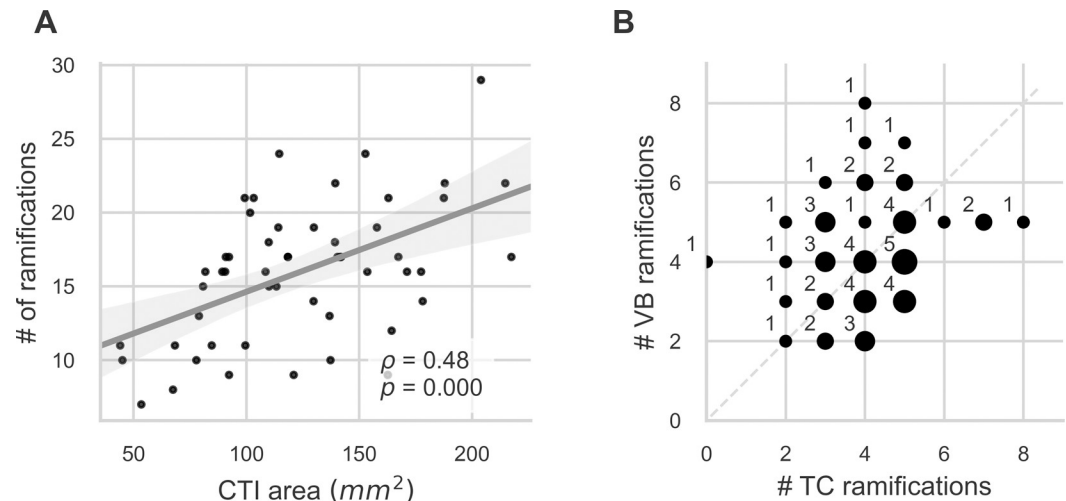 A
B
# of ramifications
30
25
20
15
10
ρ = 0.48
p = 0.000
50 100 150 200
CTI area (mm²)
# VB ramifications
8
6
4
2
0
1
1 1
1 2 2
1 3 1 4 1 2 1
1 1 3 4 5
1 2 4 4
1 2 3
0 2 4 6 8
# TC ramifications